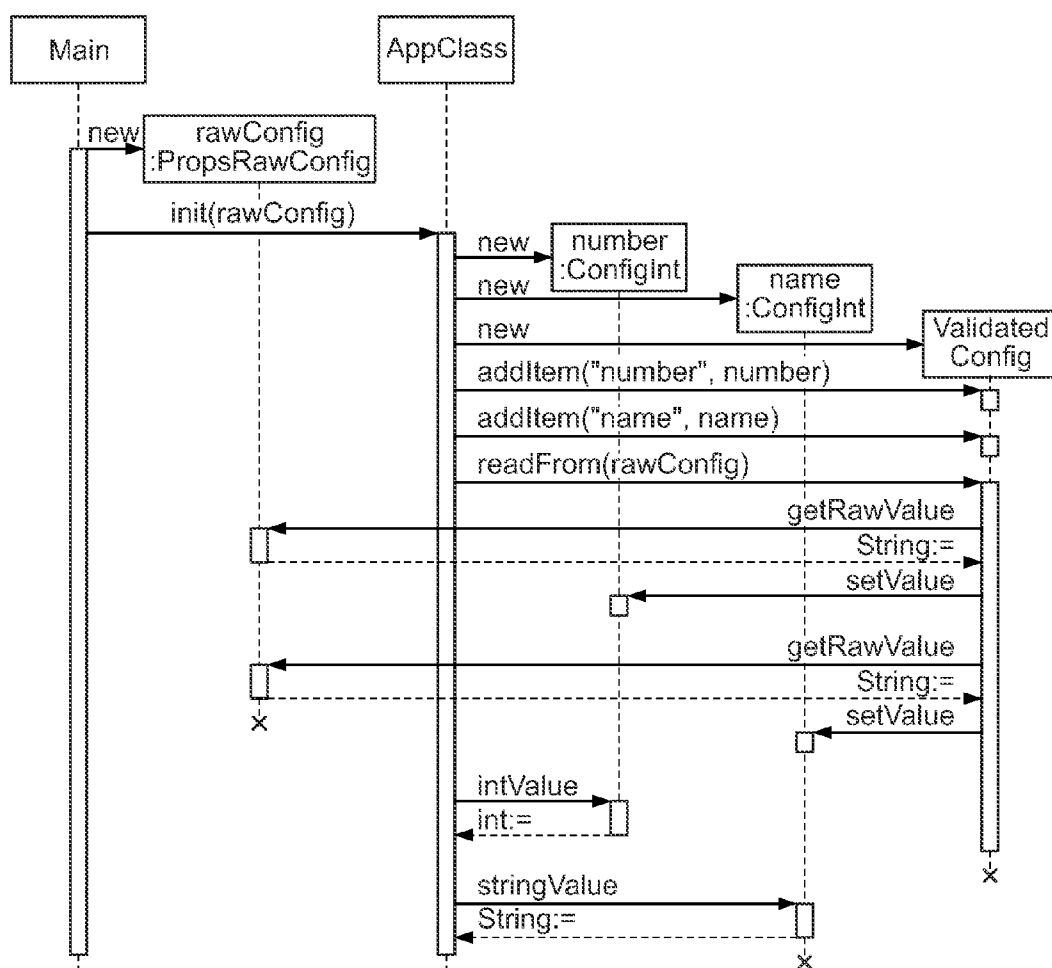 Main
AppClass
new
rawConfig
:PropsRawConfig
init(rawConfig)
new
number
:ConfigInt
new
name
:ConfigInt
new
Validated
Config
addItem("number", number)
addItem("name", name)
readFrom(rawConfig)
getRawValue
String:=
setValue
getRawValue
String:=
setValue
intValue
int:=
stringValue
String:=